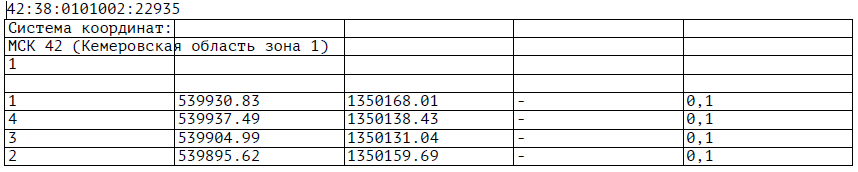 42:38:0101002:22935
Система координат:
МСК 42 (Кемеровская область зона 1)
1
1 539930.83 1350168.01 - 0,1
4 539937.49 1350138.43 - 0,1
3 539904.99 1350131.04 - 0,1
2 539895.62 1350159.69 - 0,1